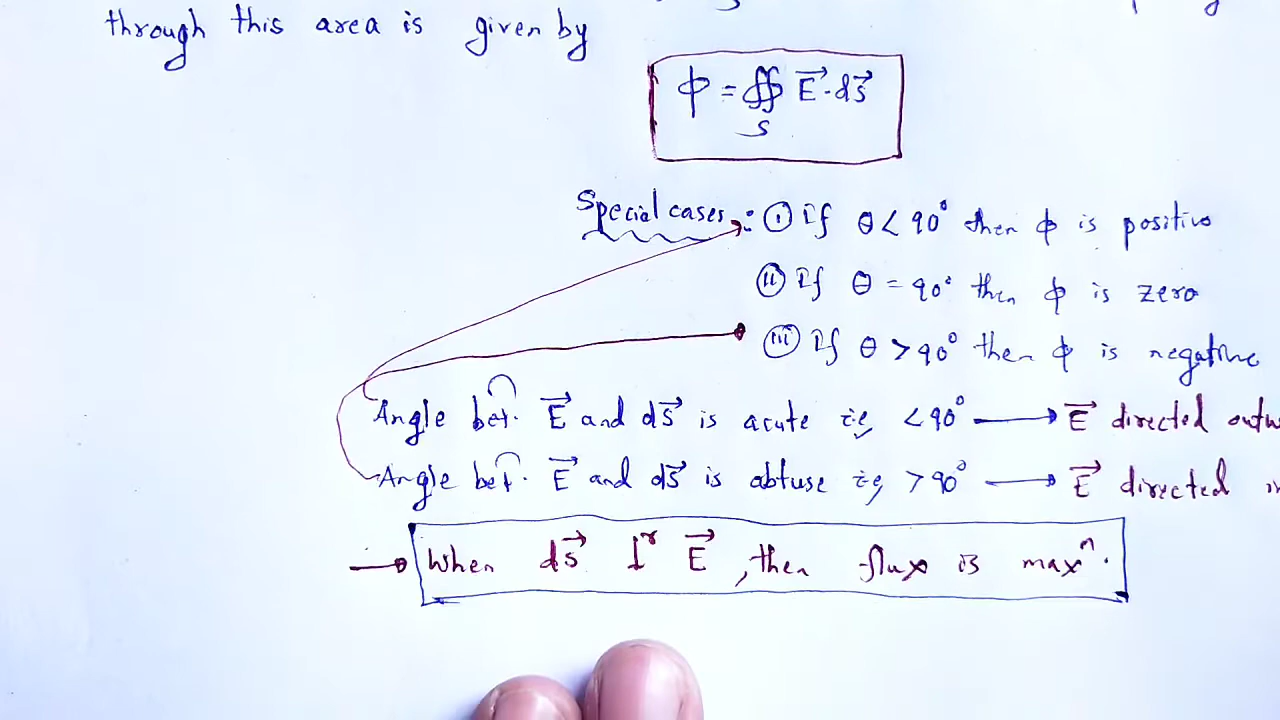 through this area is given by
ϕ = ∯ E⃗·ds⃗
S
Special cases : (i) if θ < 90° then ϕ is positive
(ii) if θ = 90° then ϕ is zero
(iii) if θ > 90° then ϕ is negative
Angle bet. E⃗ and ds⃗ is acute i.e, < 90° → E⃗ directed
Angle bet. E⃗ and ds⃗ is obtuse i.e, > 90° → E⃗ directed
→ When ds⃗ ⊥r E⃗, then flux is maxm.